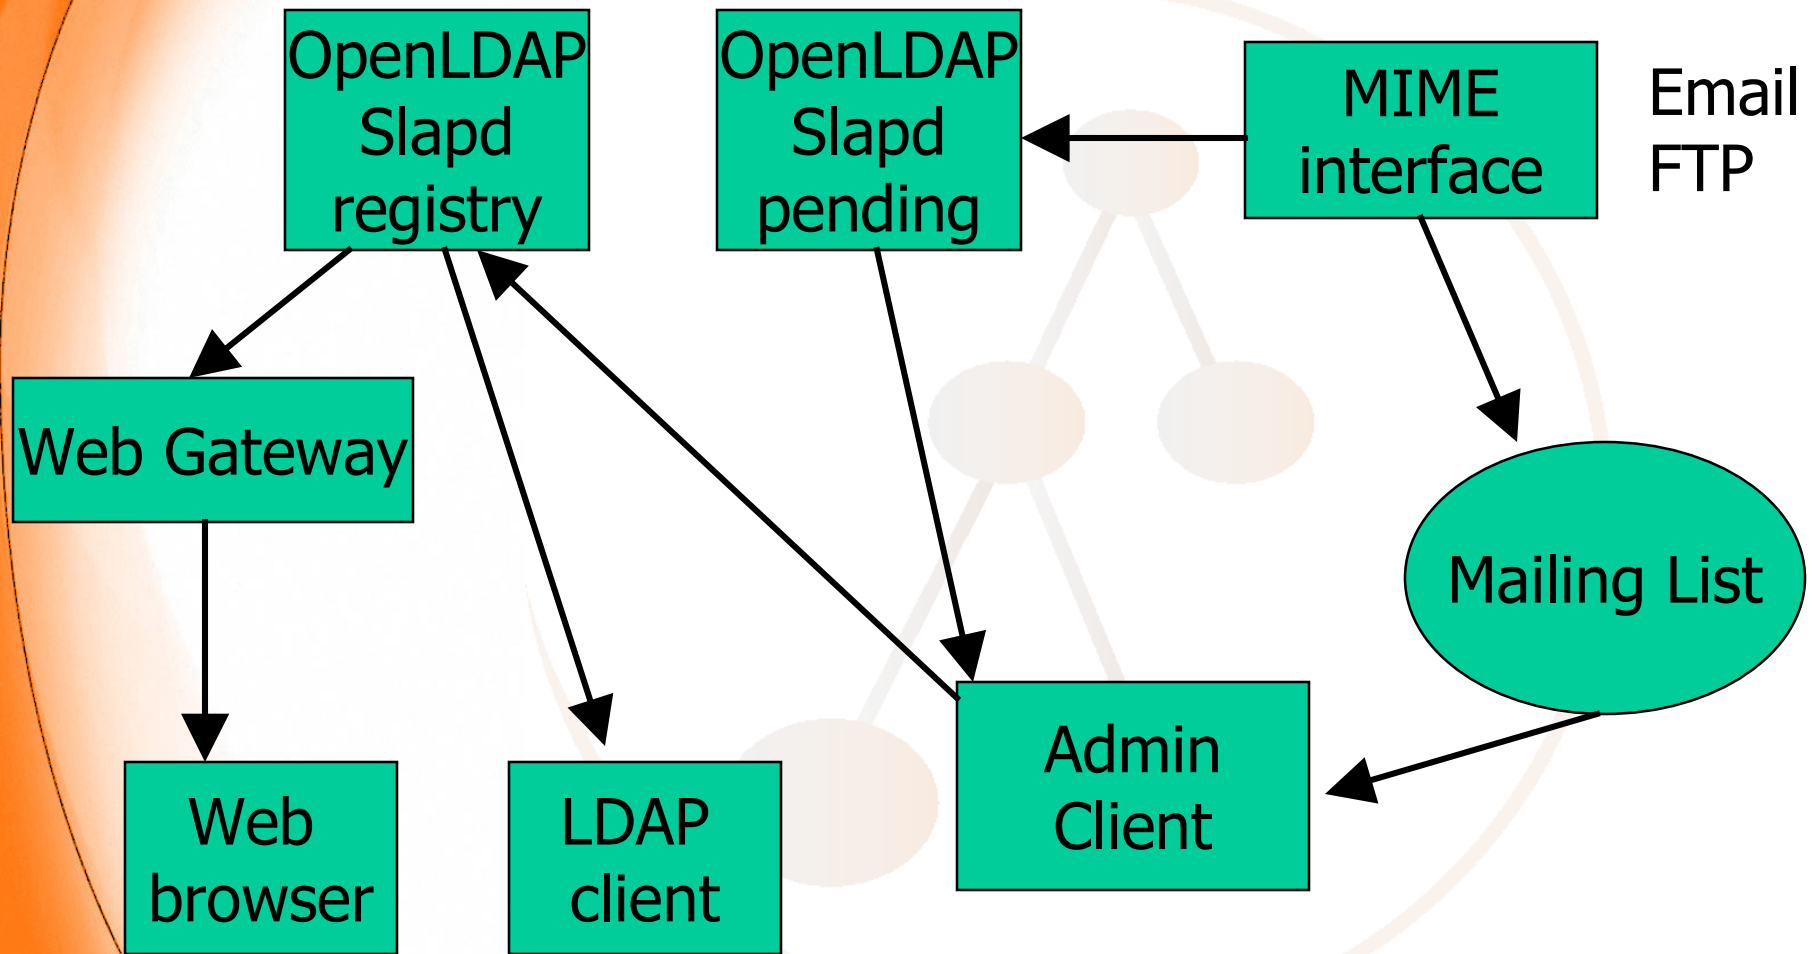 OpenLDAP
Slapd
registry
OpenLDAP
Slapd
pending
MIME
interface
Email
FTP
Web Gateway
Mailing List
Web
browser
LDAP
client
Admin
Client